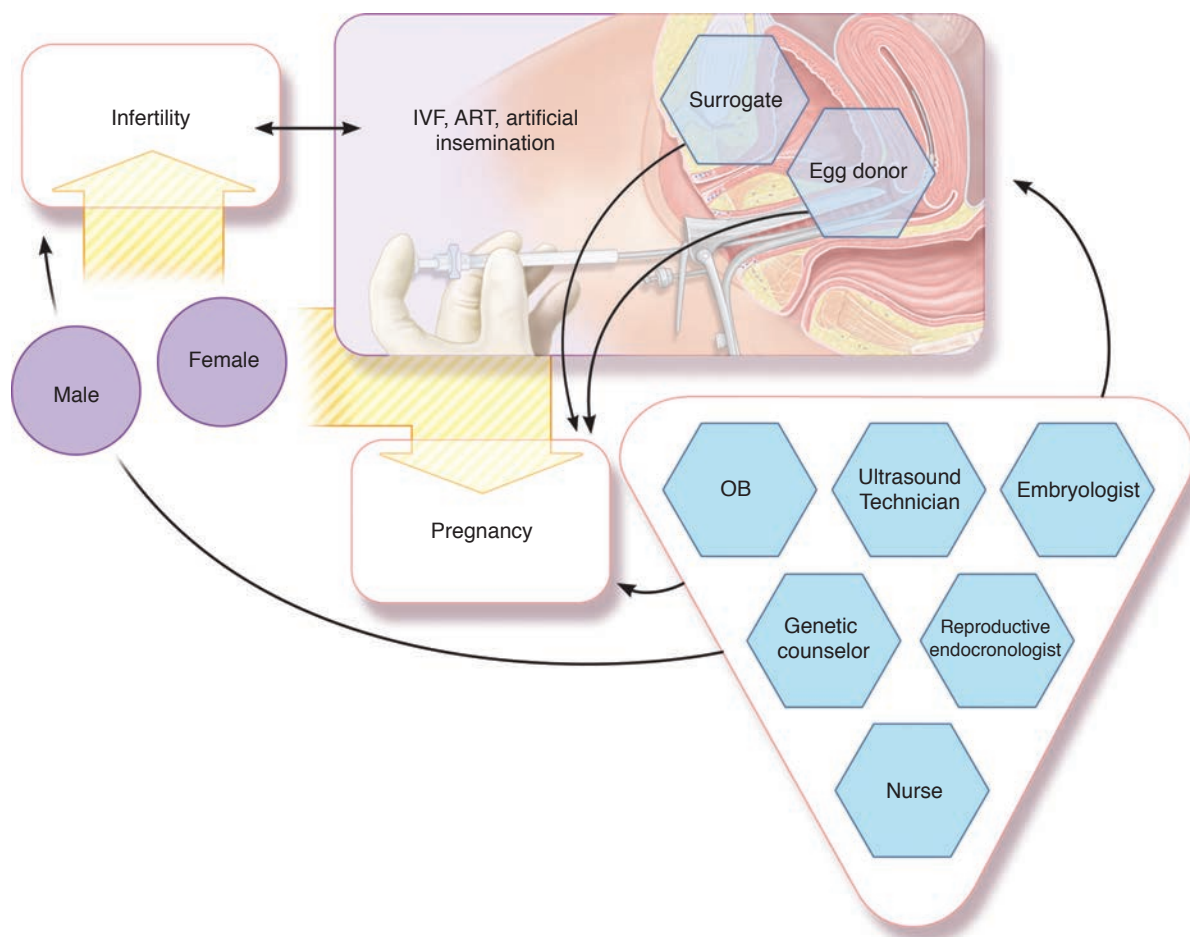 Infertility
IVF, ART, artificial
insemination
Surrogate
Egg donor
Male
Female
Pregnancy
OB
Ultrasound
Technician
Embryologist
Genetic
counselor
Reproductive
endocronologist
Nurse